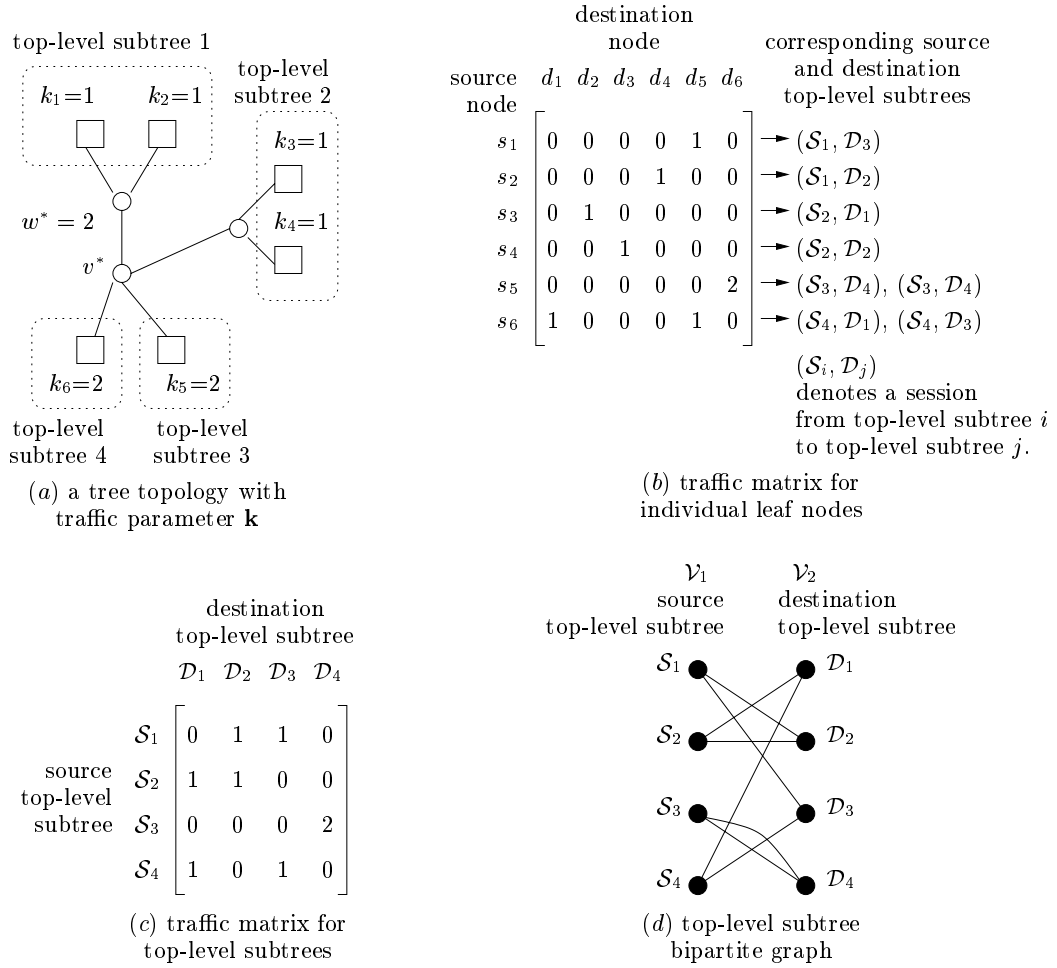 top-level subtree 1
k₁=1 k₂=1
top-level
subtree 2
k₃=1
k₄=1
w* = 2
v*
k₆=2 k₅=2
top-level
subtree 4
top-level
subtree 3
(a) a tree topology with
traffic parameter k
destination
node
source
node
d₁ d₂ d₃ d₄ d₅ d₆
corresponding source
and destination
top-level subtrees
s₁ 0 0 0 0 1 0 (S₁, D₃)
s₂ 0 0 0 1 0 0 (S₁, D₂)
s₃ 0 1 0 0 0 0 (S₂, D₁)
s₄ 0 0 1 0 0 0 (S₂, D₂)
s₅ 0 0 0 0 0 2 (S₃, D₄), (S₃, D₄)
s₆ 1 0 0 0 1 0 (S₄, D₁), (S₄, D₃)
(Sᵢ, Dⱼ)
denotes a session
from top-level subtree i
to top-level subtree j.
(b) traffic matrix for
individual leaf nodes
destination
top-level subtree
D₁ D₂ D₃ D₄
source
top-level
subtree
S₁ 0 1 1 0
S₂ 1 1 0 0
S₃ 0 0 0 2
S₄ 1 0 1 0
(c) traffic matrix for
top-level subtrees
V₁
source
top-level subtree
V₂
destination
top-level subtree
S₁ D₁
S₂ D₂
S₃ D₃
S₄ D₄
(d) top-level subtree
bipartite graph